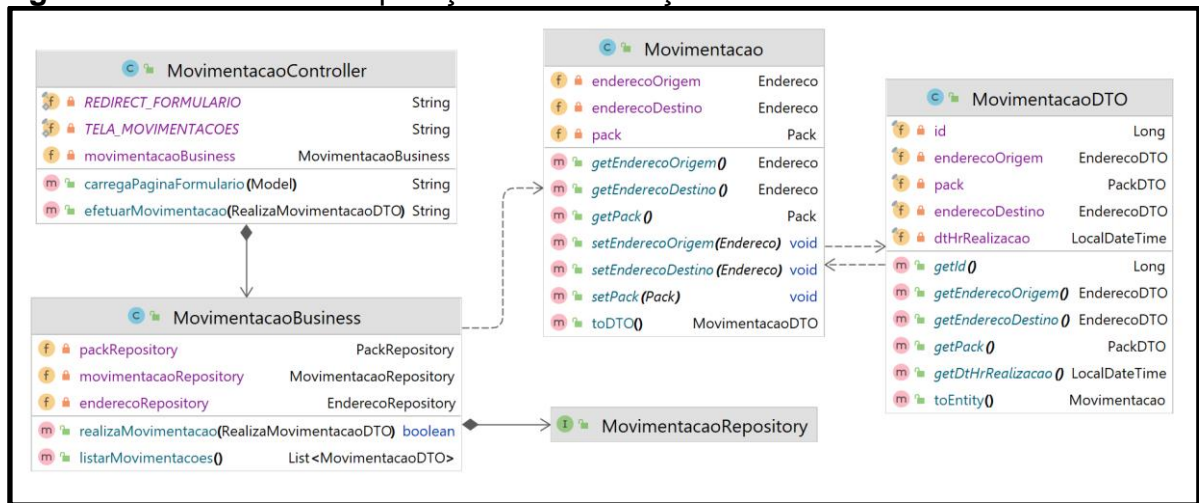 MovimentacaoController
REDIRECT_FORMULARIO String
TELA_MOVIMENTACOES String
movimentacaoBusiness MovimentacaoBusiness
carregaPaginaFormulario(Model) String
efetuarMovimentacao(RealizaMovimentacaoDTO) String
MovimentacaoBusiness
packRepository PackRepository
movimentacaoRepository MovimentacaoRepository
enderecoRepository EnderecoRepository
realizaMovimentacao(RealizaMovimentacaoDTO) boolean
listarMovimentacoes() List<MovimentacaoDTO>
Movimentacao
enderecoOrigem Endereco
enderecoDestino Endereco
pack Pack
getEnderecoOrigem() Endereco
getEnderecoDestino() Endereco
getPack() Pack
setEnderecoOrigem(Endereco) void
setEnderecoDestino(Endereco) void
setPack(Pack) void
toDTO() MovimentacaoDTO
MovimentacaoRepository
MovimentacaoDTO
id Long
enderecoOrigem EnderecoDTO
pack PackDTO
enderecoDestino EnderecoDTO
dtHrRealizacao LocalDateTime
getId() Long
getEnderecoOrigem() EnderecoDTO
getEnderecoDestino() EnderecoDTO
getPack() PackDTO
getDtHrRealizacao() LocalDateTime
toEntity() Movimentacao